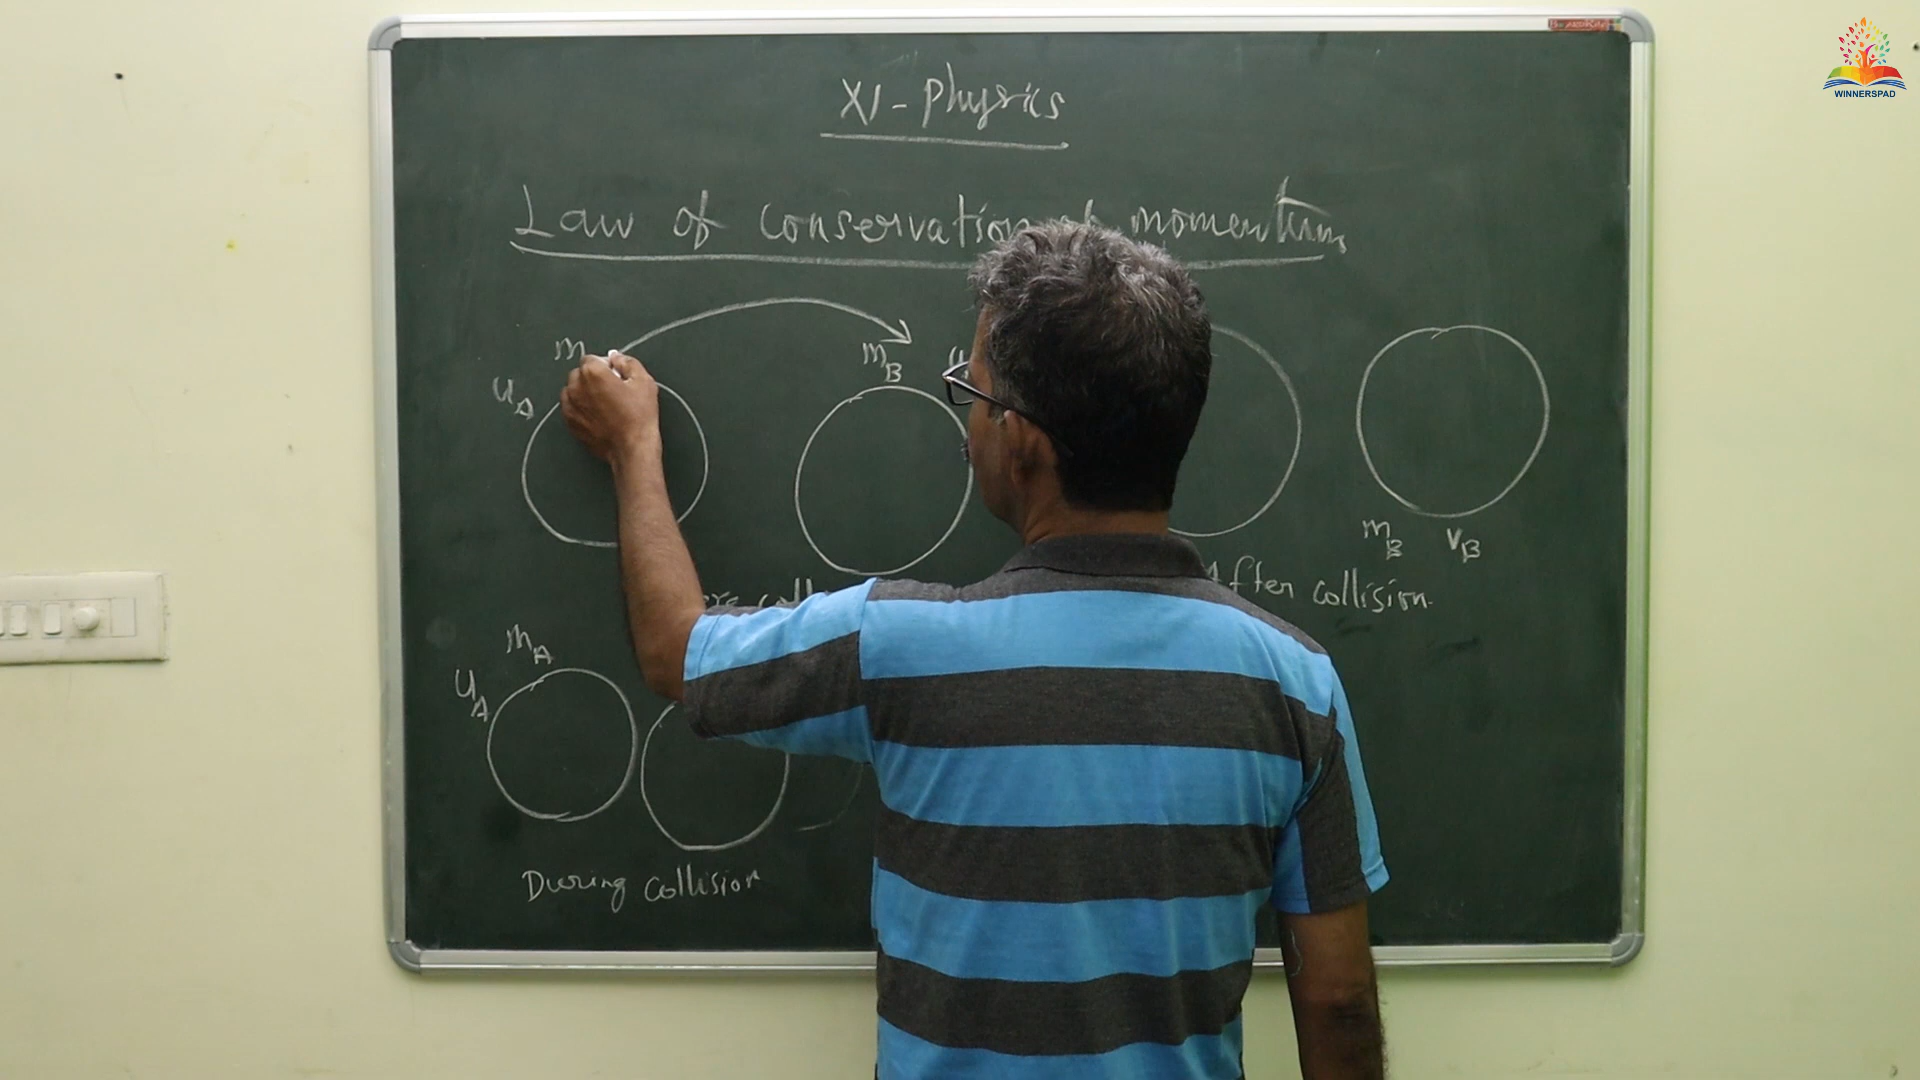 WINNERSPAD
XI - Physics
Law of conservation of momentum
m
m B
u A
m B
v B
After collision.
m A
u A
During collision